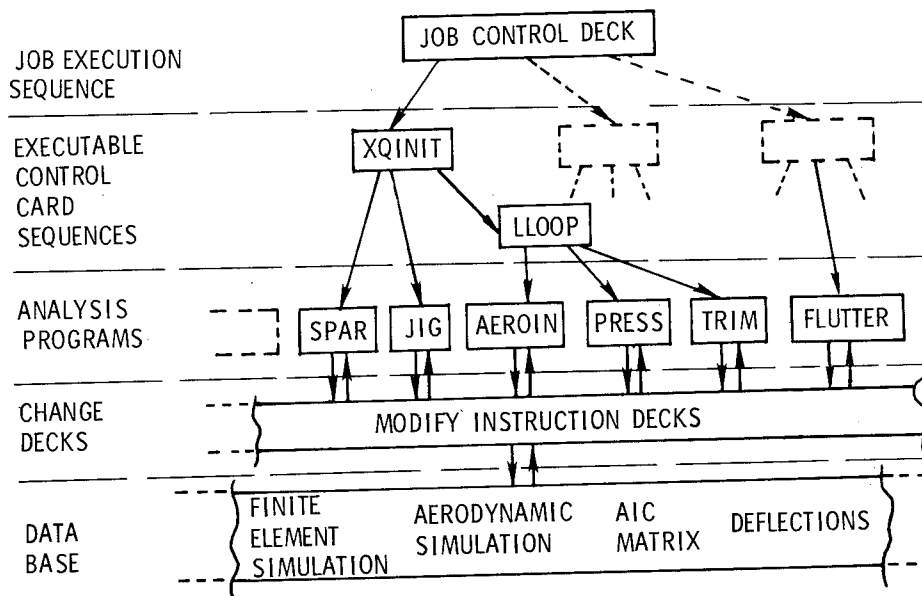 JOB CONTROL DECK
JOB EXECUTION
SEQUENCE
EXECUTABLE
CONTROL
CARD
SEQUENCES
XQINIT
LLOOP
ANALYSIS
PROGRAMS
SPAR
JIG
AEROIN
PRESS
TRIM
FLUTTER
CHANGE
DECKS
MODIFY INSTRUCTION DECKS
DATA
BASE
FINITE
ELEMENT
SIMULATION
AERODYNAMIC
SIMULATION
AIC
MATRIX
DEFLECTIONS